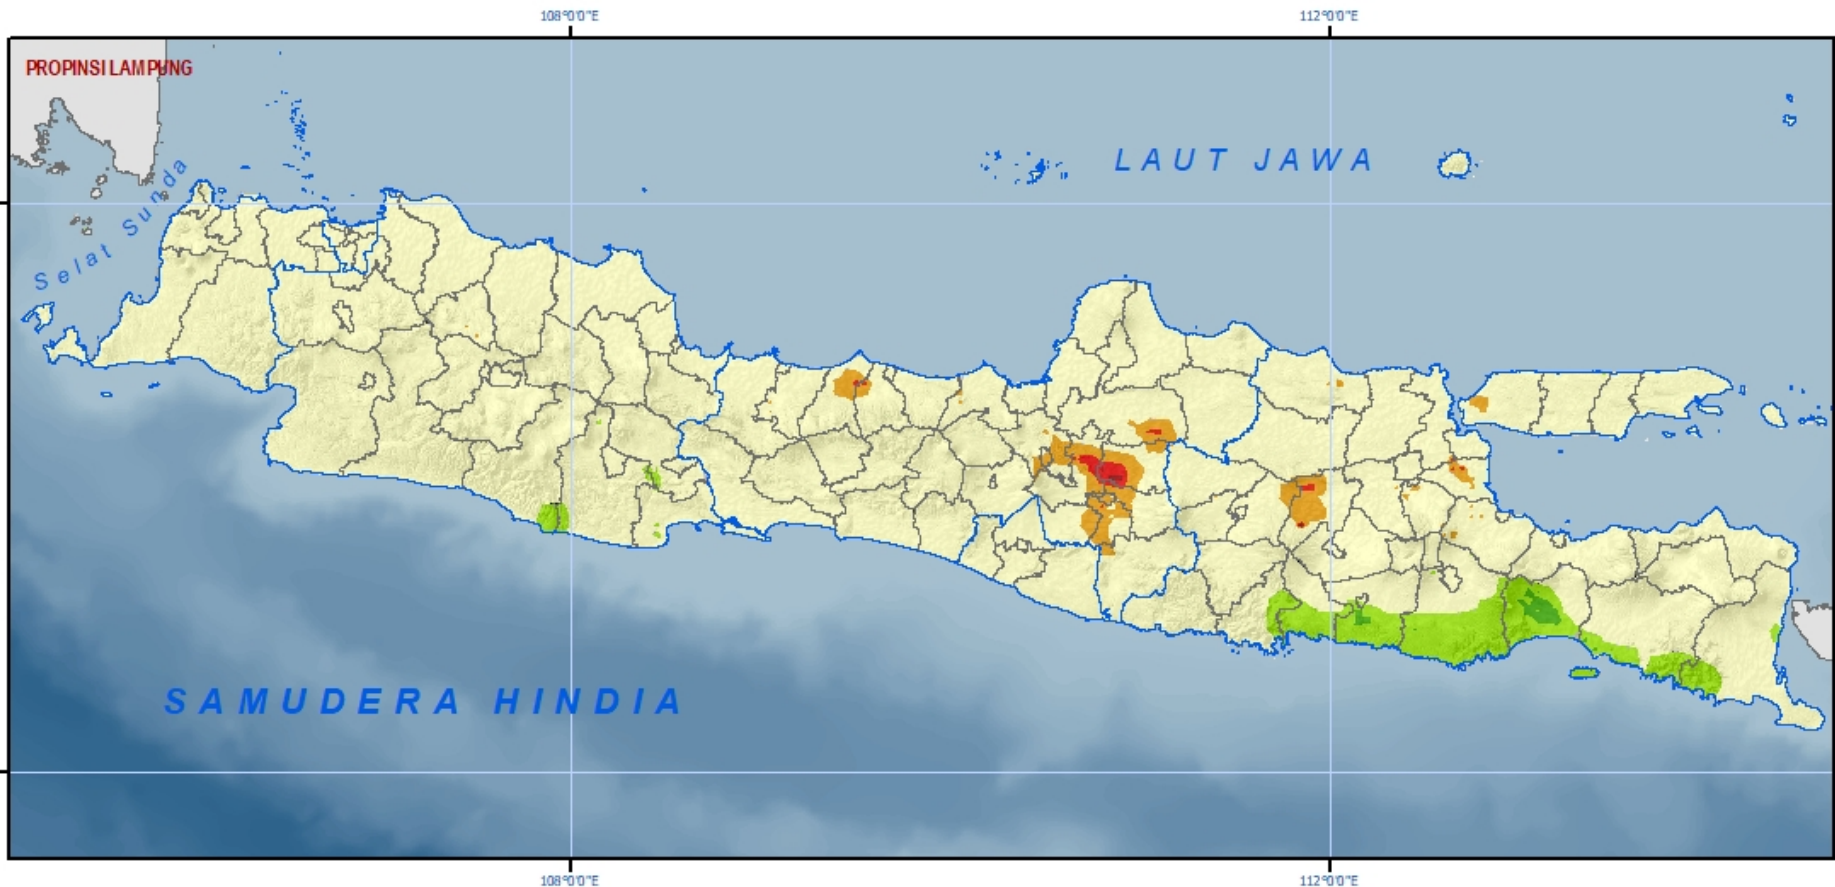 108°0'0"E
112°0'0"E
PROPINSI LAMPUNG
LAUT JAWA
Selat Sunda
SAMUDERA HINDIA
108°0'0"E
112°0'0"E